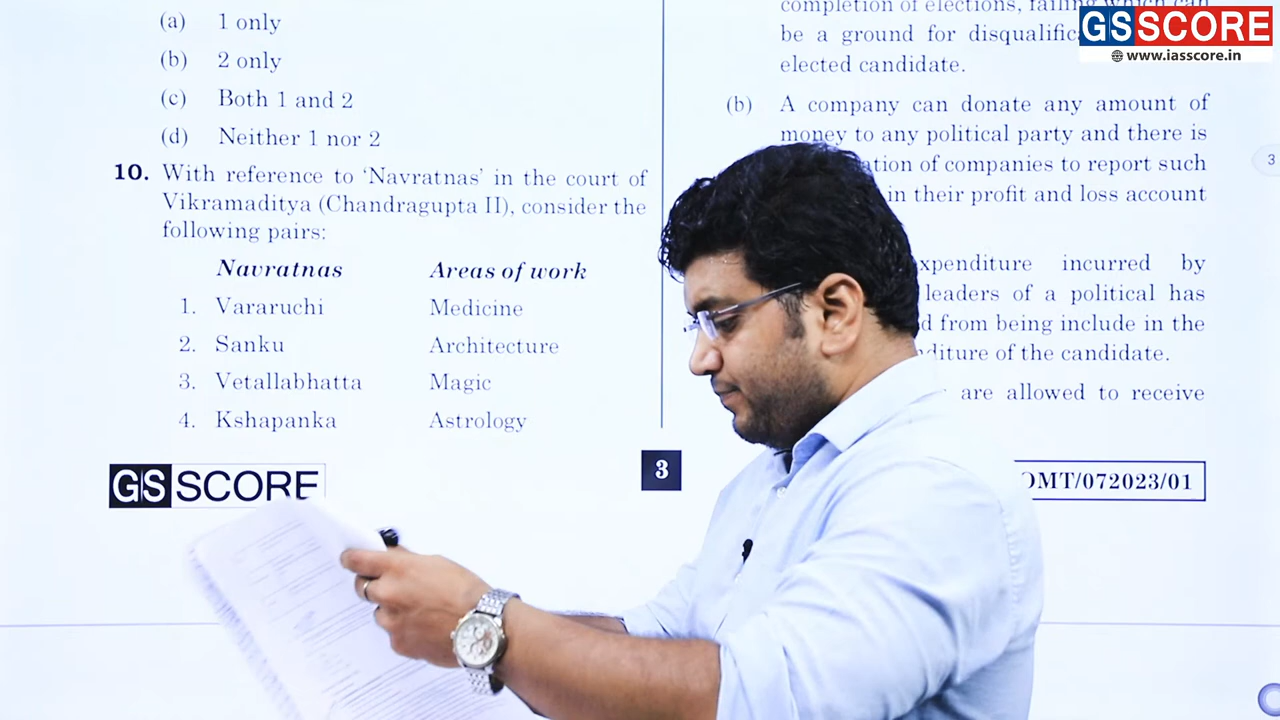 (a) 1 only
(b) 2 only
(c) Both 1 and 2
(d) Neither 1 nor 2
10. With reference to ‘Navratnas’ in the court of
Vikramaditya (Chandragupta II), consider the
following pairs:
Navratnas Areas of work
1. Vararuchi Medicine
2. Sanku Architecture
3. Vetallabhatta Magic
4. Kshapanka Astrology
GS SCORE
3
completion of elections, failing which can
be a ground for
elected candidate.
(b) A company can donate any amount of
money to any political party and there is
of companies to report such
in their profit and loss account
incurred by
leaders of a political has
from being include in the
of the candidate.
are allowed to receive
/072023/01
GS SCORE
www.iasscore.in
3